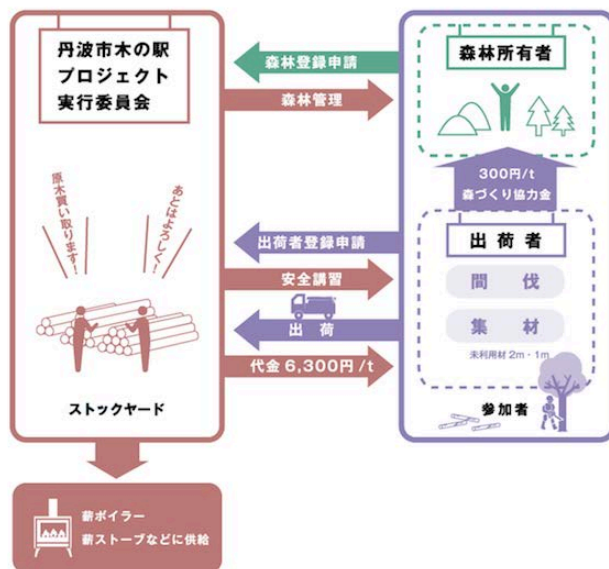 丹波市木の駅
プロジェクト
実行委員会
原木買い取ります!
あとはよろしく!
ストックヤード
薪ボイラー
薪ストーブなどに供給
森林登録申請
森林管理
出荷者登録申請
安全講習
出荷
代金 6,300円 /t
森林所有者
300円/t
森づくり協力金
出荷者
間伐
集材
未利用材 2m・1m
参加者